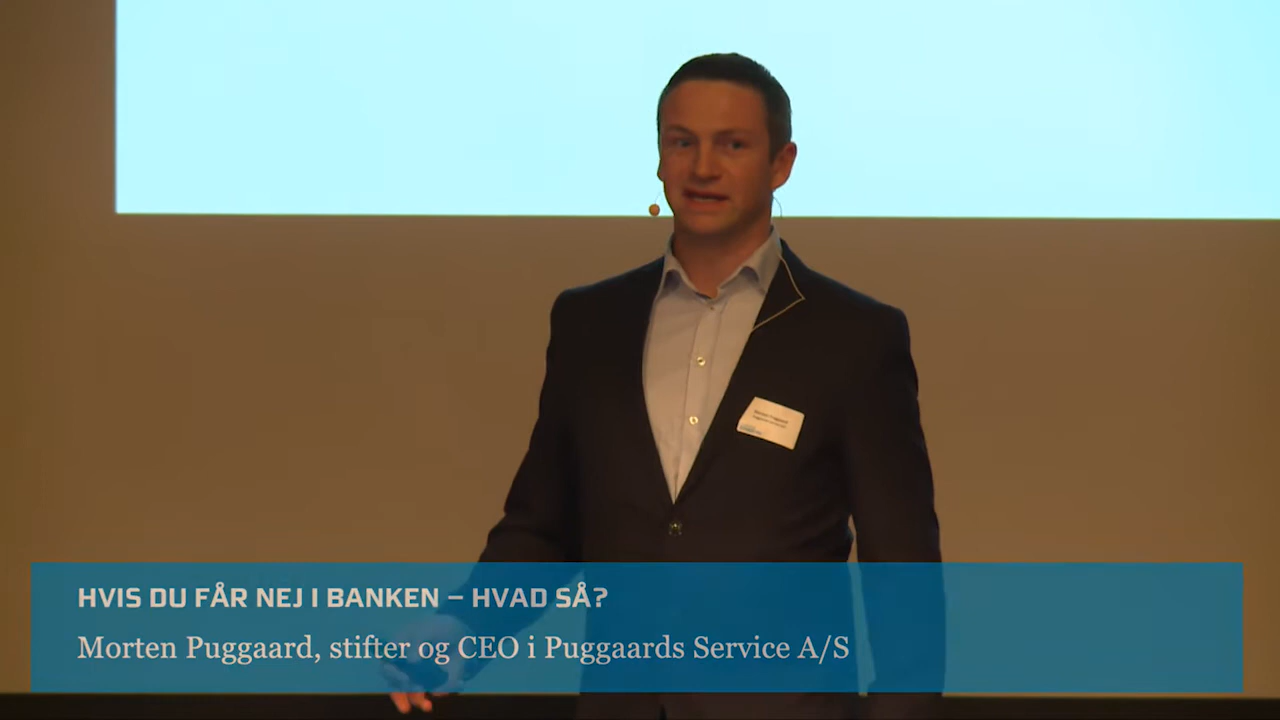 HVIS DU FÅR NEJ I BANKEN – HVAD SÅ?
Morten Puggaard, stifter og CEO i Puggaards Service A/S